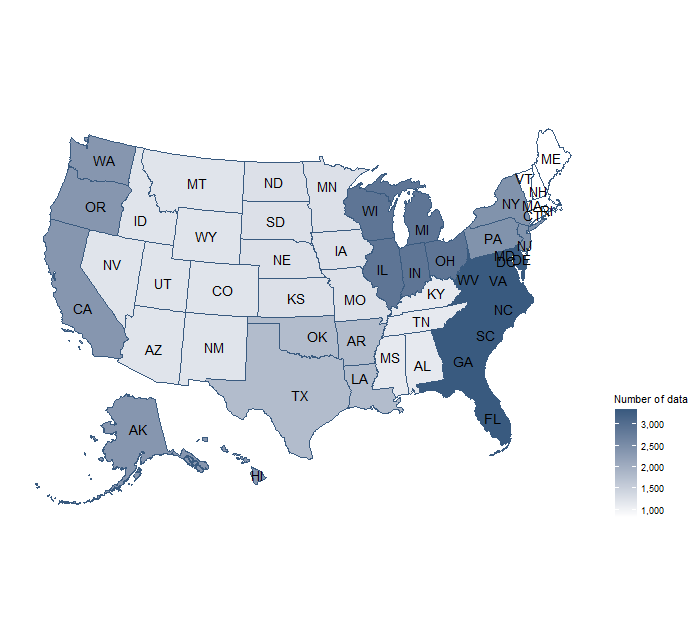 ME
WA
VT
MT
ND
MN
NH
OR
ID
SD
WI
NY
MA
RI
CT
WY
MI
PA
NJ
IA
NE
NV
OH
MD
DE
DC
UT
CO
IL
IN
WV
VA
KS
MO
KY
CA
NC
TN
OK
AR
SC
AZ
NM
MS
AL
GA
LA
TX
FL
AK
HI
Number of data
3,000
2,500
2,000
1,500
1,000